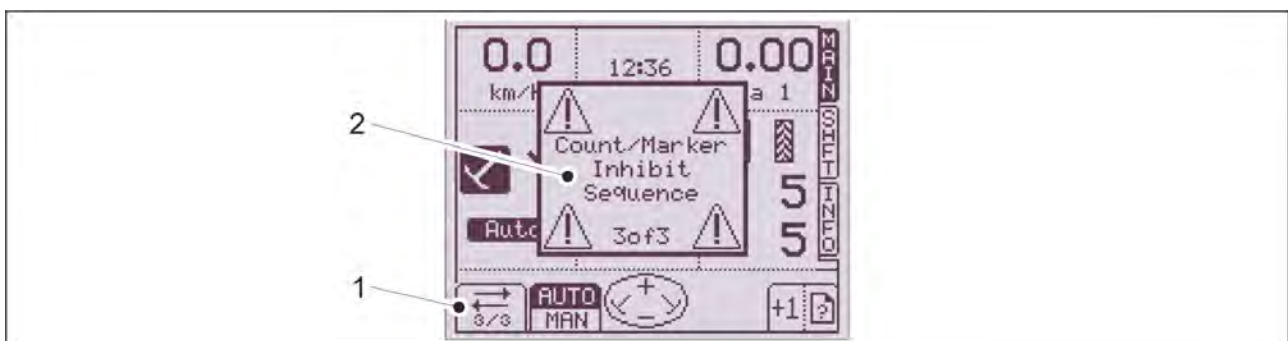 0.0
12:36
0.00
km/h
a 1
MAIN
SHFT
INFO
2
Count/Marker
Inhibit
Sequence
3of3
5
5
Auto
1
3/3
AUTO
MAN
+
-
+1
?